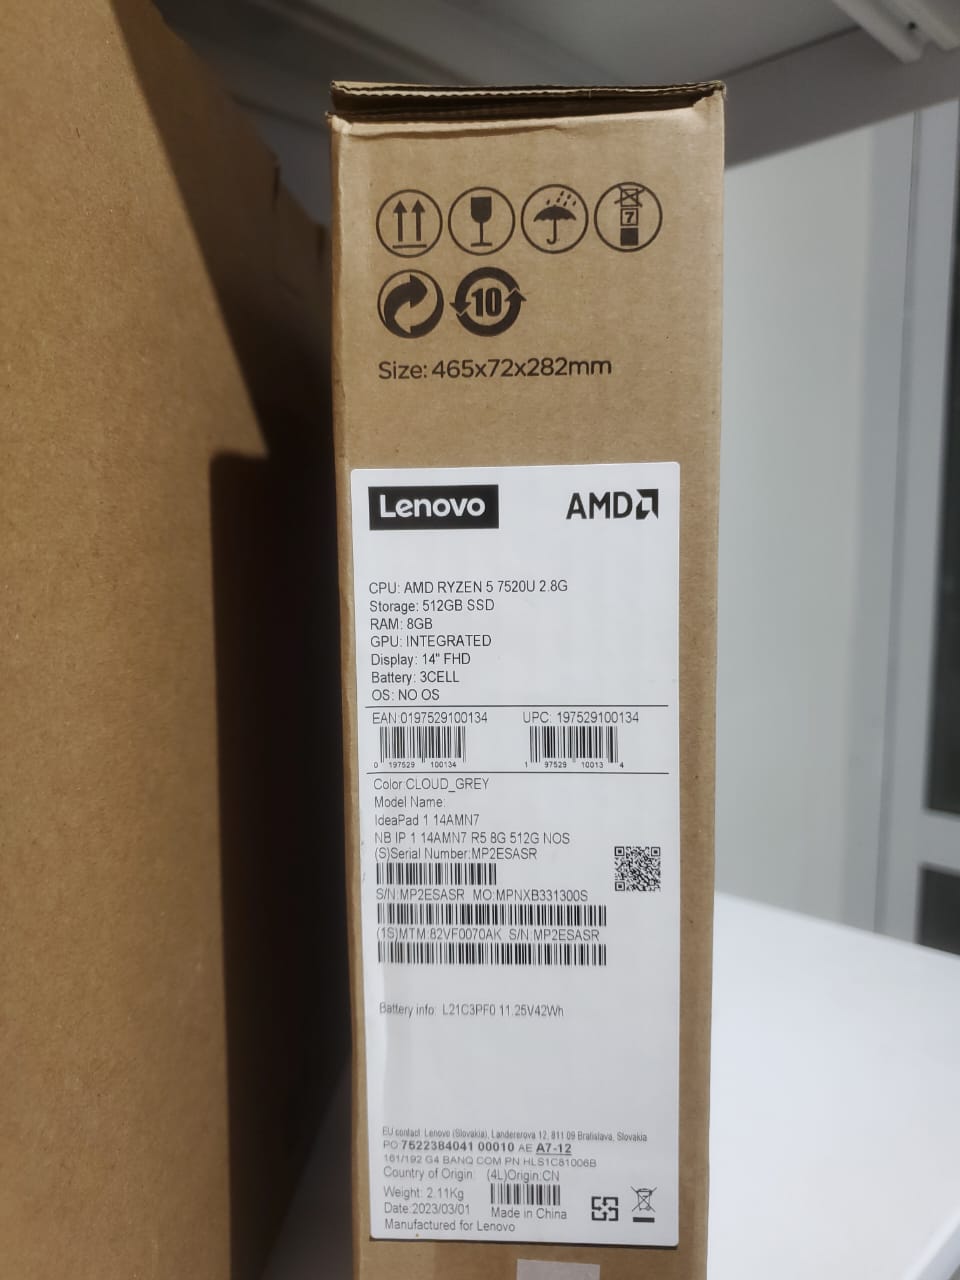 7
10
Size: 465x72x282mm
Lenovo AMD
CPU: AMD RYZEN 5 7520U 2.8G
Storage: 512GB SSD
RAM: 8GB
GPU: INTEGRATED
Display: 14" FHD
Battery: 3CELL
OS: NO OS
EAN:0197529100134 UPC: 197529100134
0 197529 100134 1 97529 10013 4
Color:CLOUD_GREY
Model Name:
IdeaPad 1 14AMN7
NB IP 1 14AMN7 R5 8G 512G NOS
(S)Serial Number:MP2ESASR
S/N:MP2ESASR MO:MPNXB331300S
(1S)MTM:82VF0070AK S/N:MP2ESASR
Battery info: L21C3PF0 11.25V42Wh
EU contact: Lenovo (Slovakia), Landererova 12, 811 09 Bratislava, Slovakia
PO 7522384041 00010 AE A7-12
161/192 G4 BANQ COM PN HLS1C81006B
Country of Origin: (4L)Origin:CN
Weight: 2.11Kg
Date:2023/03/01 Made in China
Manufactured for Lenovo